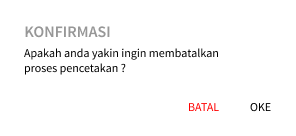 KONFIRMASI
Apakah anda yakin ingin membatalkan
proses pencetakan ?
BATAL OKE